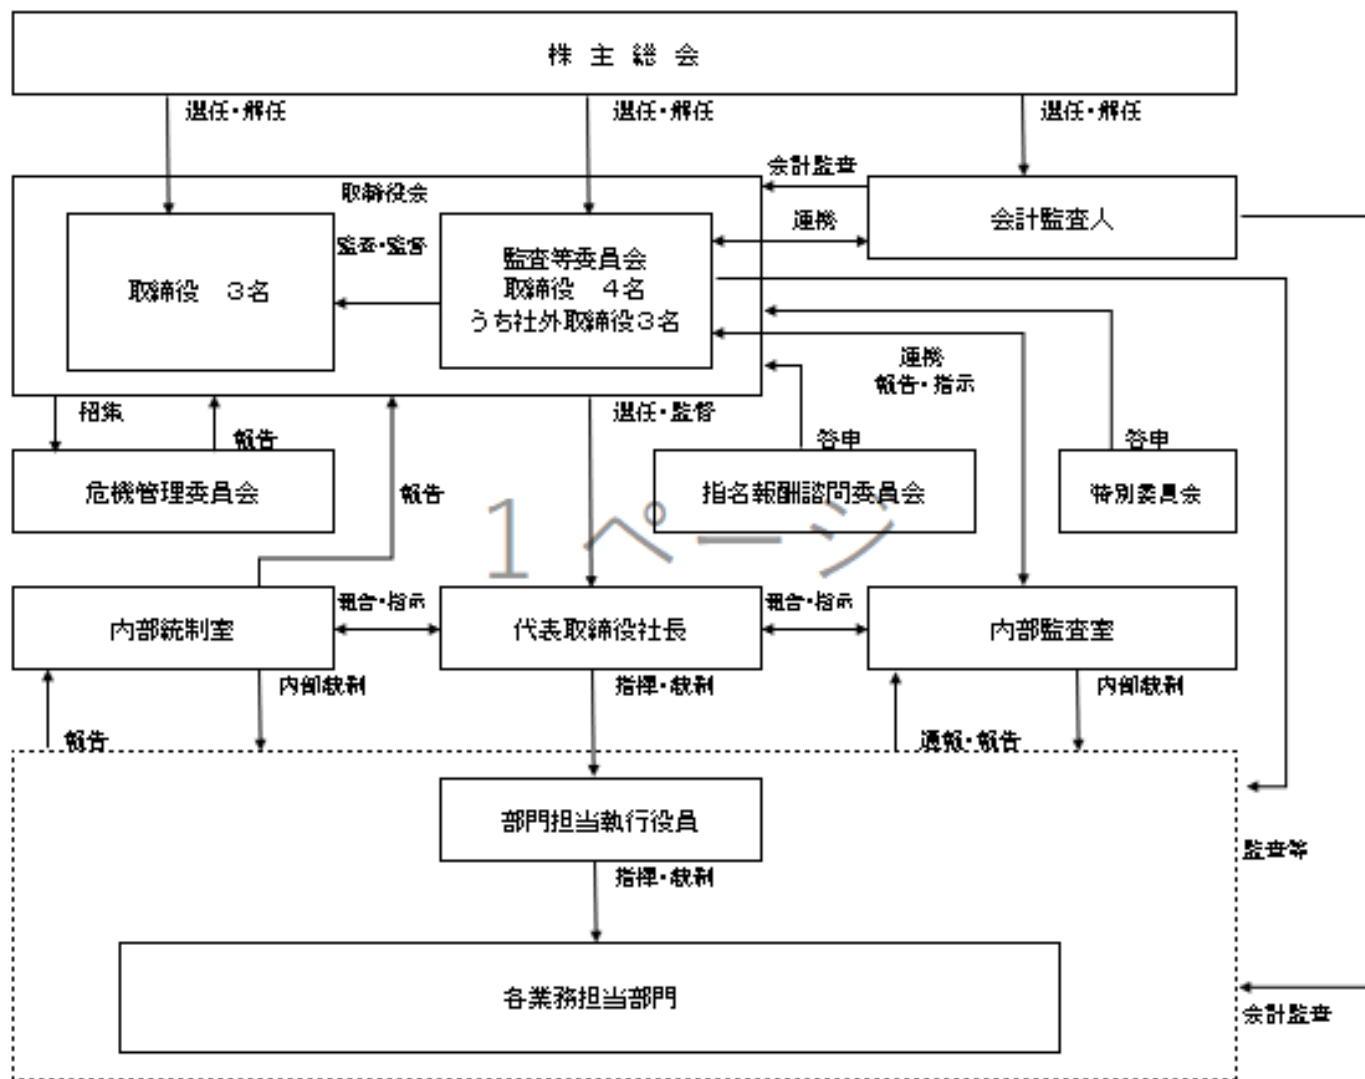 株 主 総 会
選任・解任
選任・解任
選任・解任
取締役会
会計監査
会計監査人
連携
監査・監督
取締役 3名
監査等委員会
取締役 4名
うち社外取締役3名
連携
報告・指示
招集
報告
選任・監督
答申
答申
危機管理委員会
報告
指名報酬諮問委員会
特別委員会
1 ページ
内部統制室
報告・指示
代表取締役社長
報告・指示
内部監査室
内部統制
指揮・統制
内部統制
報告
通報・報告
部門担当執行役員
監査等
指揮・統制
各業務担当部門
会計監査